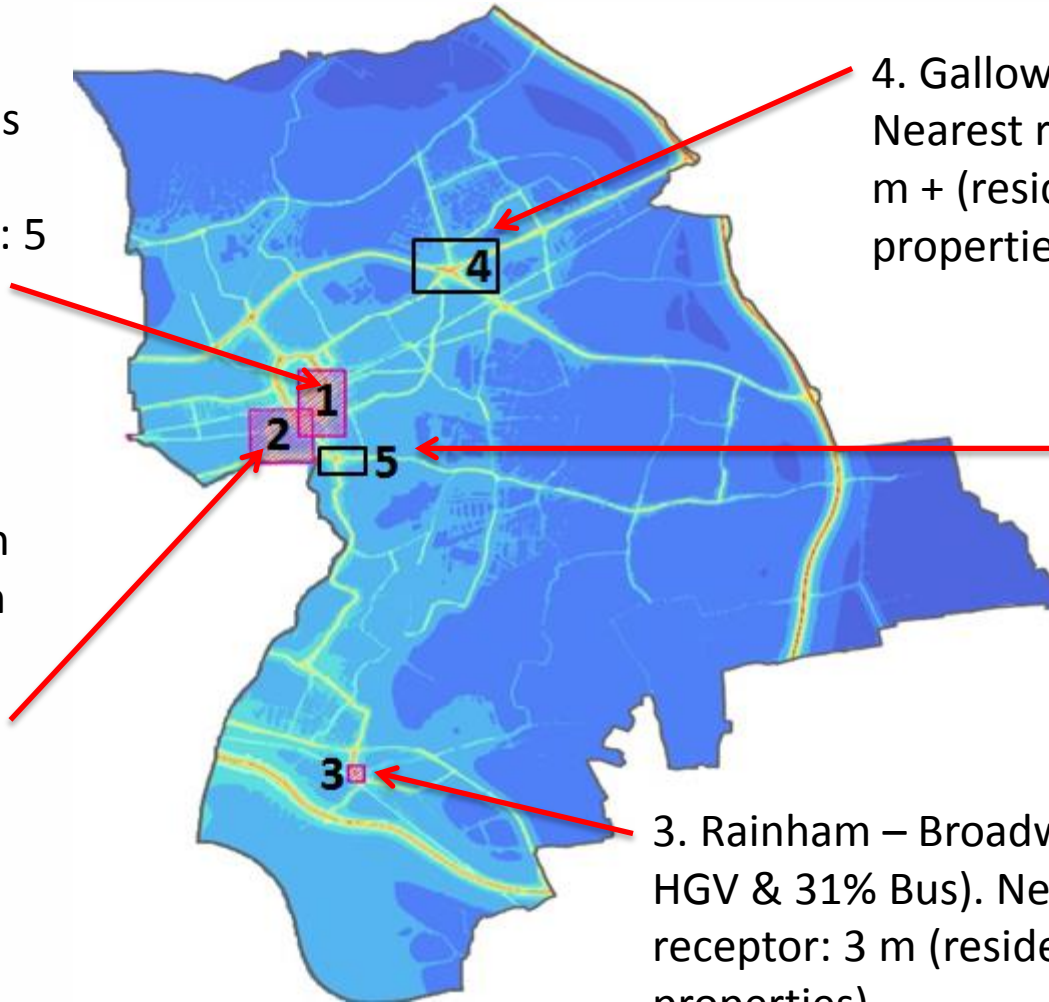 s
: 5
4. Gallow
Nearest r
m + (resid
propertie
4
1
2
5
3
3. Rainham – Broadw
HGV & 31% Bus). Ne
receptor: 3 m (reside
properties)